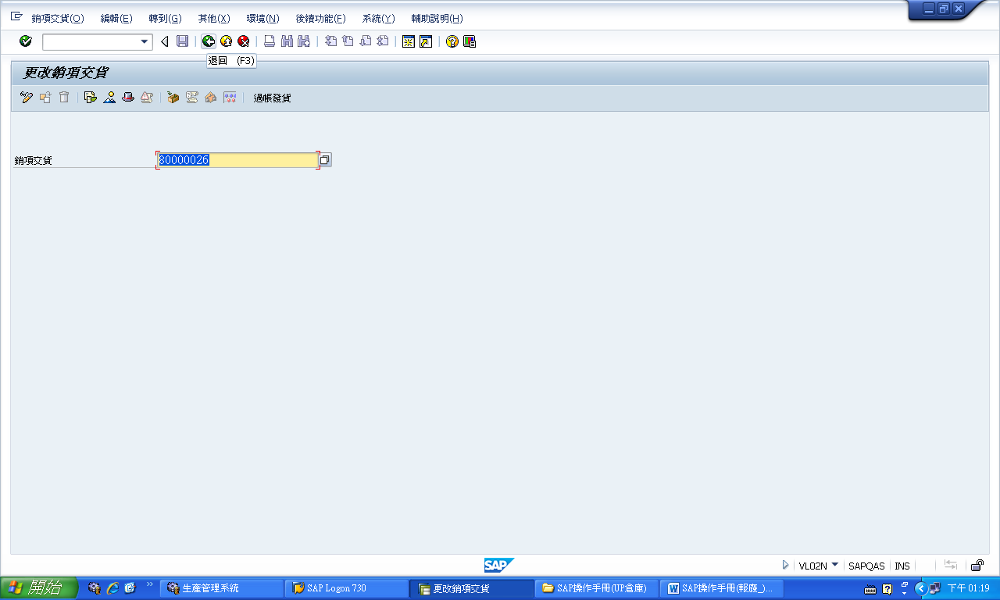 銷項交貨(O) 編輯(E) 轉到(G) 其他(X) 環境(N) 後續功能(F) 系統(Y) 輔助說明(H)
退回 (F3)
更改銷項交貨
過帳發貨
銷項交貨 80000026
SAP
VL02N SAPQAS INS
開始 生產管理系統 SAP Logon 730 更改銷項交貨 SAP操作手冊(UP倉庫) SAP操作手冊(報廢_)... 下午 01:19